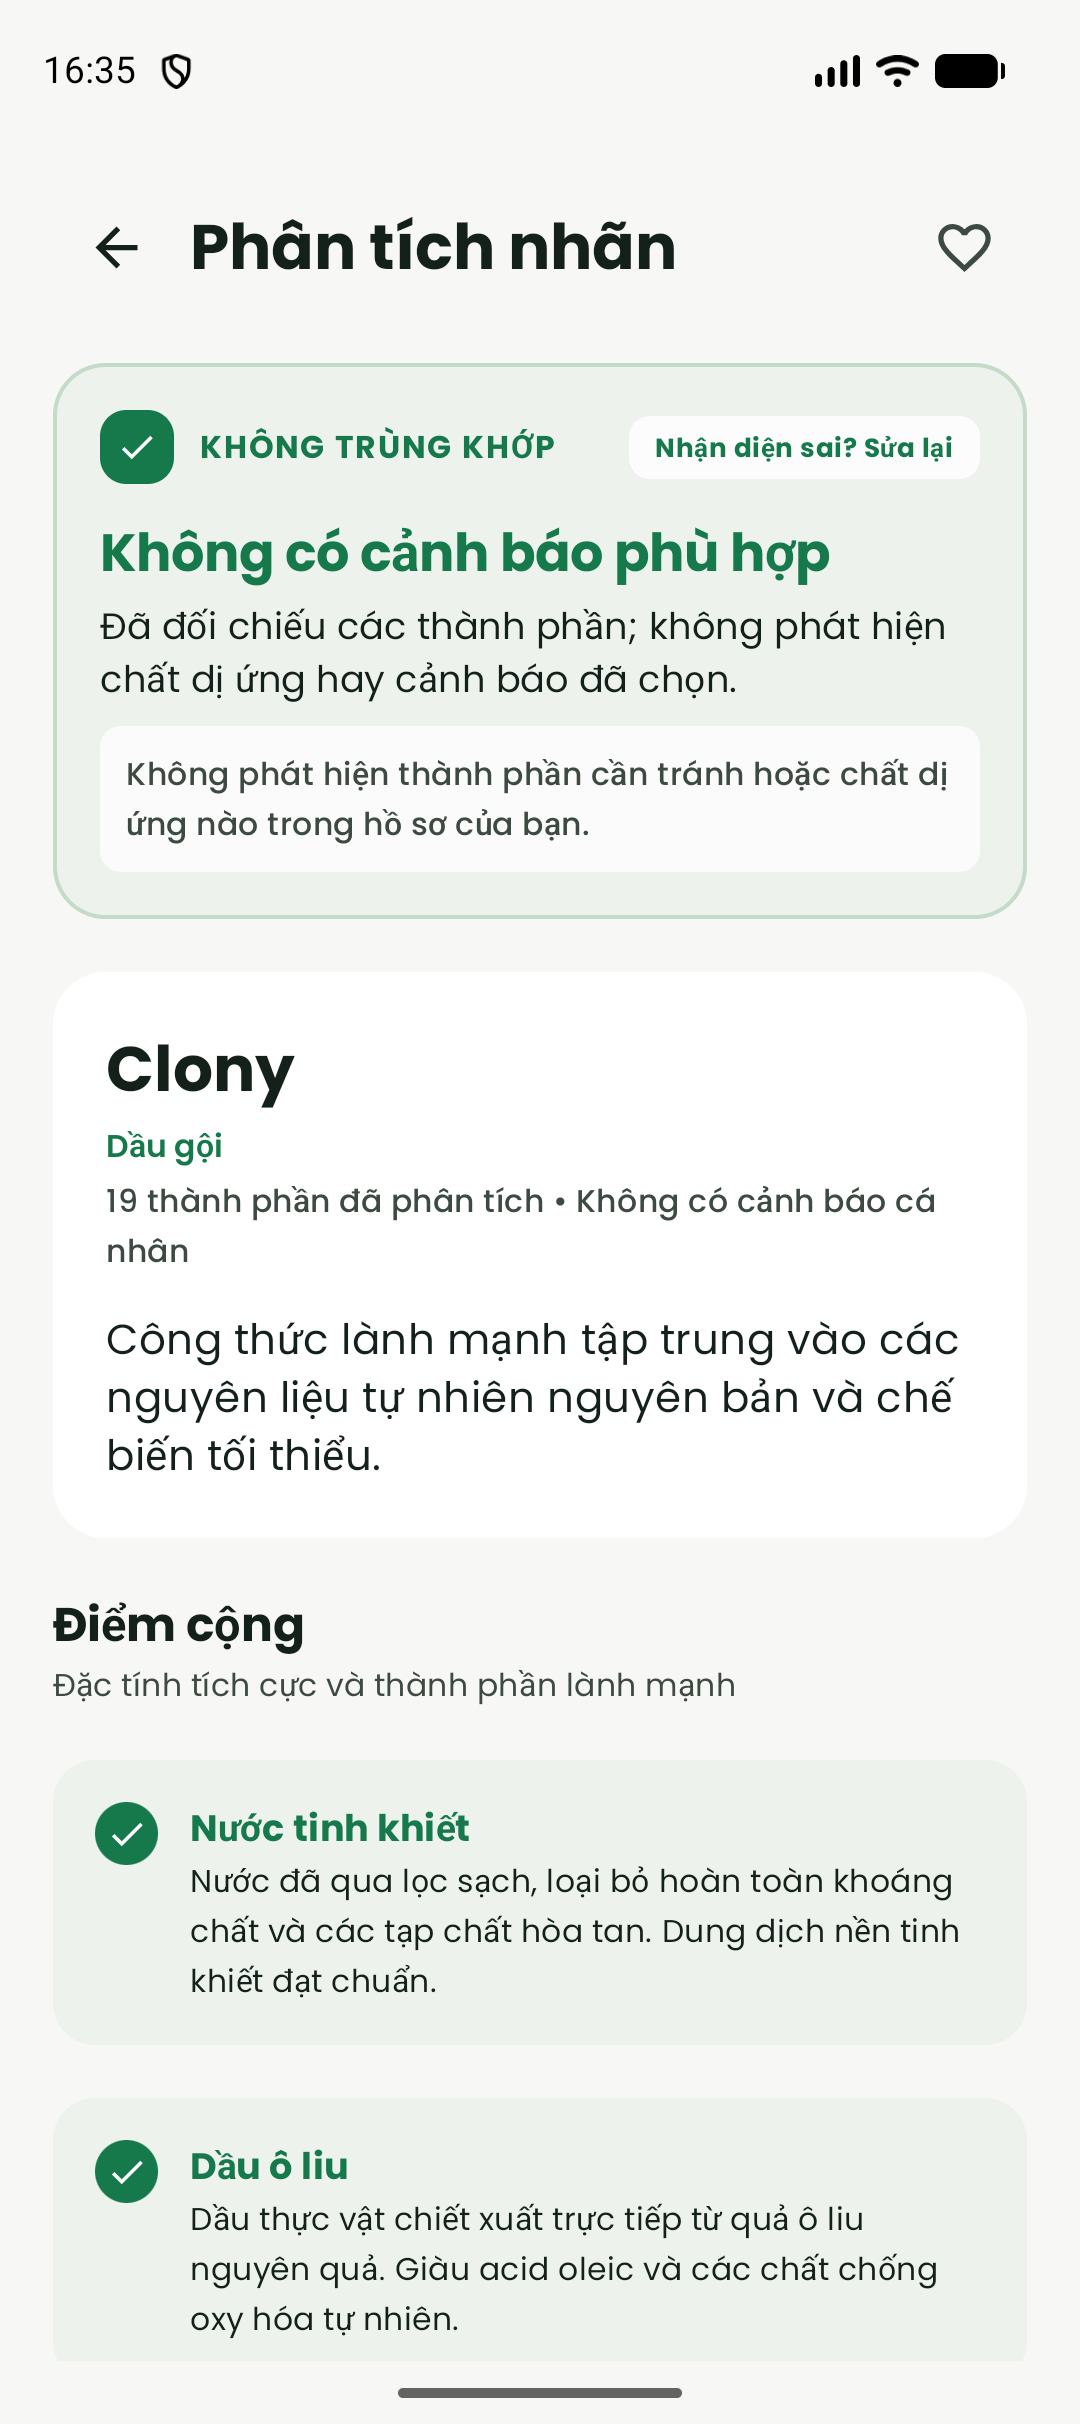 16:35
Phân tích nhãn
KHÔNG TRÙNG KHỚP
Nhận diện sai? Sửa lại
Không có cảnh báo phù hợp
Đã đối chiếu các thành phần; không phát hiện
chất dị ứng hay cảnh báo đã chọn.
Không phát hiện thành phần cần tránh hoặc chất dị
ứng nào trong hồ sơ của bạn.
Clony
Dầu gội
19 thành phần đã phân tích • Không có cảnh báo cá
nhân
Công thức lành mạnh tập trung vào các
nguyên liệu tự nhiên nguyên bản và chế
biến tối thiểu.
Điểm cộng
Đặc tính tích cực và thành phần lành mạnh
Nước tinh khiết
Nước đã qua lọc sạch, loại bỏ hoàn toàn khoáng
chất và các tạp chất hòa tan. Dung dịch nền tinh
khiết đạt chuẩn.
Dầu ô liu
Dầu thực vật chiết xuất trực tiếp từ quả ô liu
nguyên quả. Giàu acid oleic và các chất chống
oxy hóa tự nhiên.